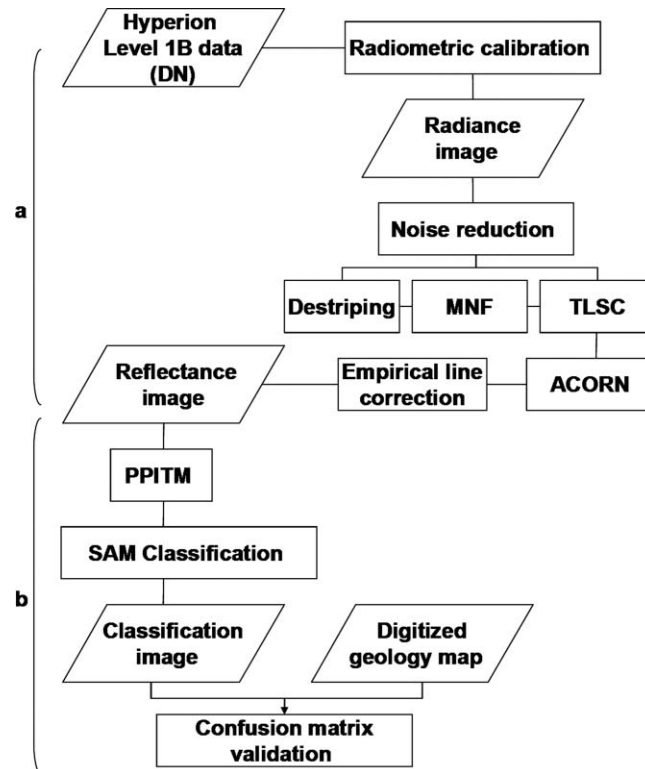 Hyperion
Level 1B data
(DN)
Radiometric calibration
Radiance
image
a
Noise reduction
Destriping
MNF
TLSC
Reflectance
image
Empirical line
correction
ACORN
PPITM
SAM Classification
b
Classification
image
Digitized
geology map
Confusion matrix
validation